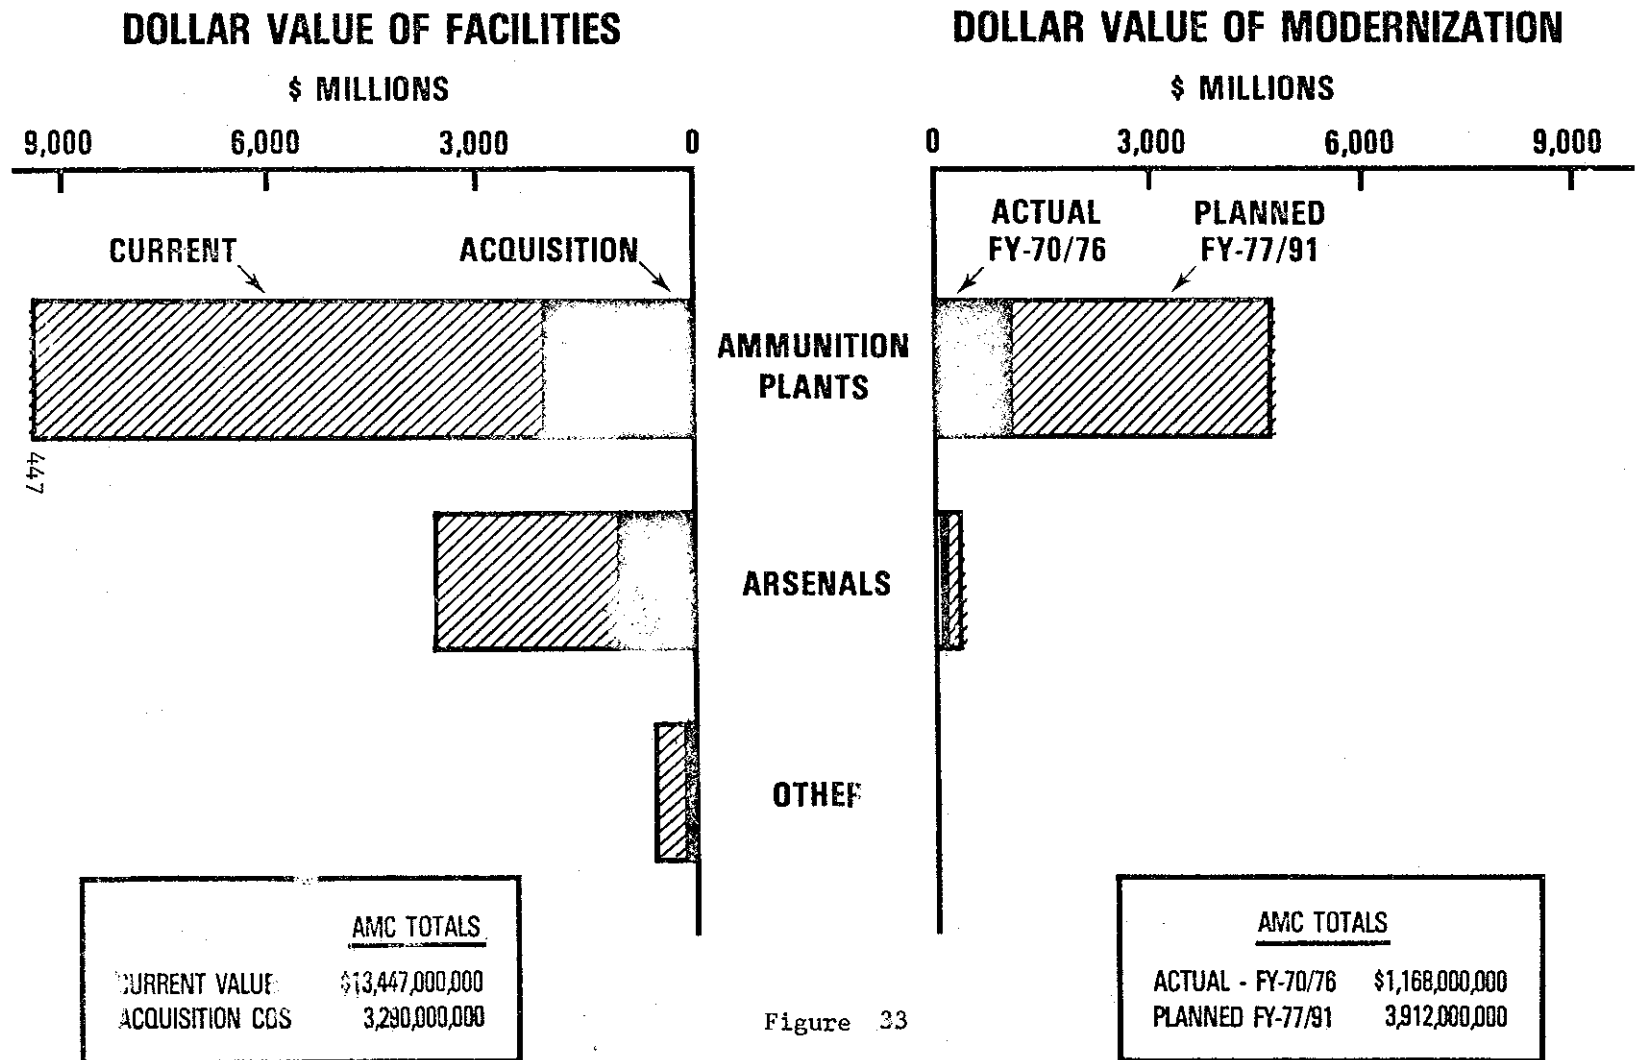 DOLLAR VALUE OF FACILITIES
$ MILLIONS
9,000 6,000 3,000 0
CURRENT
ACQUISITION
DOLLAR VALUE OF MODERNIZATION
$ MILLIONS
0 3,000 6,000 9,000
ACTUAL
FY-70/76
PLANNED
FY-77/91
AMMUNITION
PLANTS
447
ARSENALS
OTHER
AMC TOTALS
CURRENT VALUE $13,447,000,000
ACQUISITION COS 3,290,000,000
Figure 33
AMC TOTALS
ACTUAL - FY-70/76 $1,168,000,000
PLANNED FY-77/91 3,912,000,000